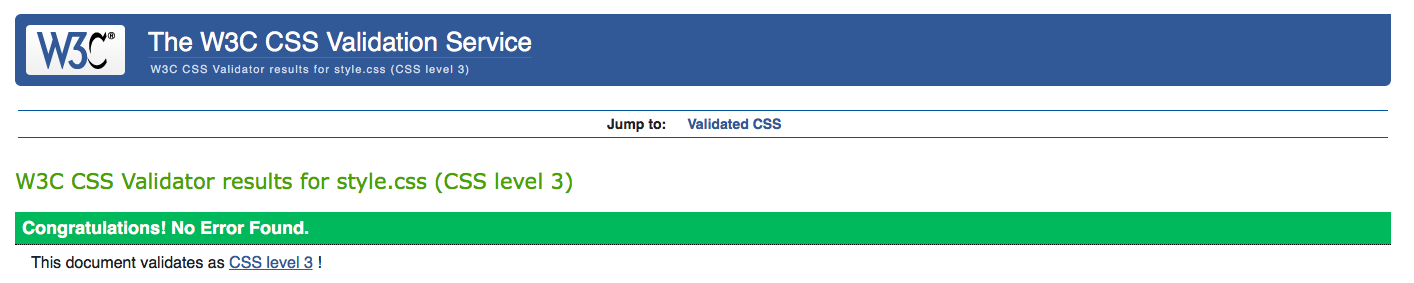 W3C®
The W3C CSS Validation Service
W3C CSS Validator results for style.css (CSS level 3)
Jump to: Validated CSS
W3C CSS Validator results for style.css (CSS level 3)
Congratulations! No Error Found.
This document validates as CSS level 3 !